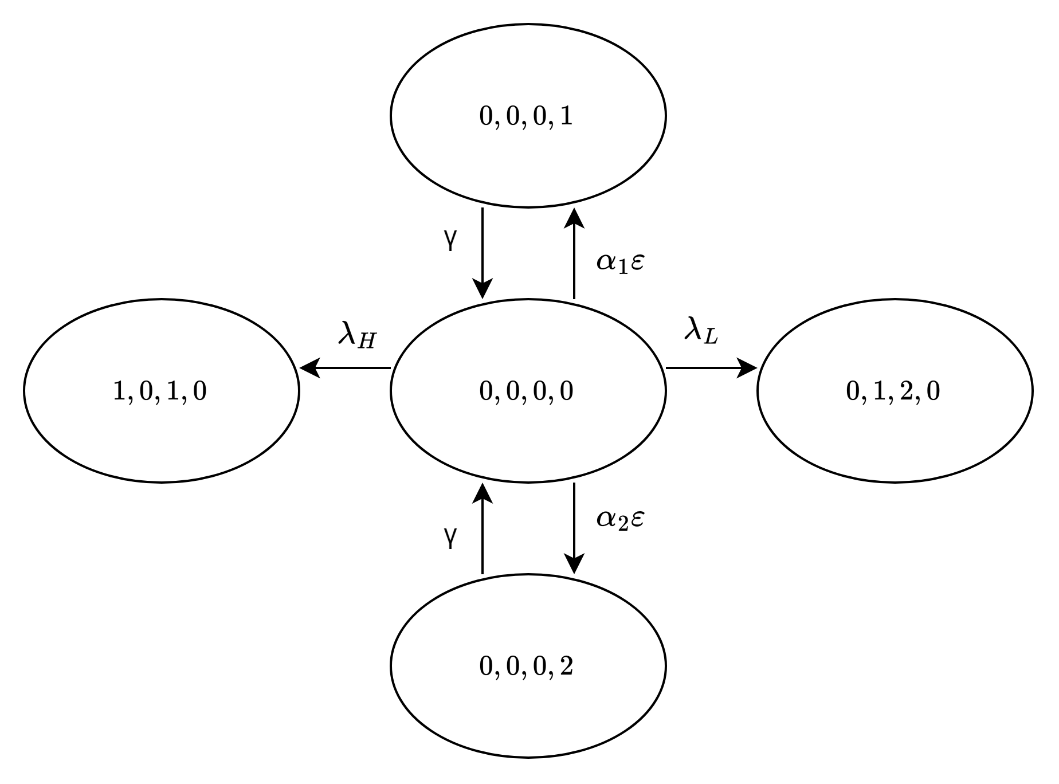 0, 0, 0, 1
γ
α₁ε
λ_H
λ_L
1, 0, 1, 0
0, 0, 0, 0
0, 1, 2, 0
γ
α₂ε
0, 0, 0, 2